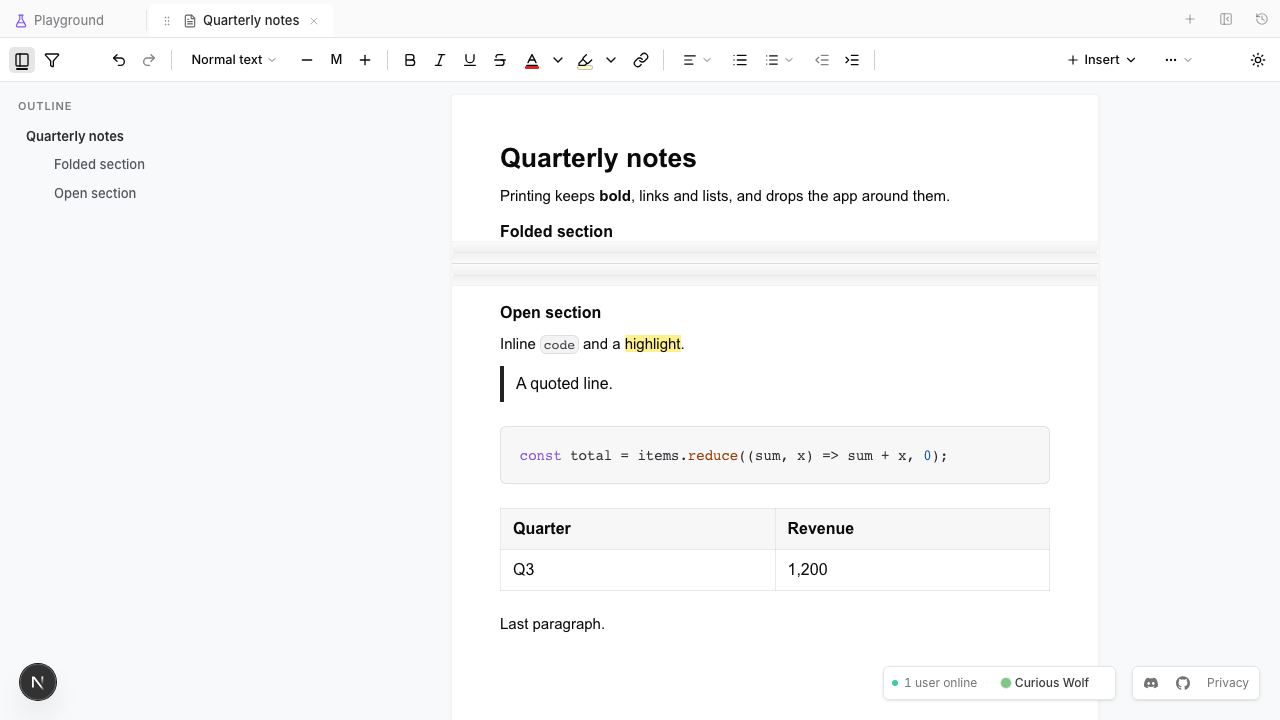 Playground
Quarterly notes
Normal text
M
B
I
U
S
A
Insert
OUTLINE
Quarterly notes
Folded section
Open section
Quarterly notes
Printing keeps bold, links and lists, and drops the app around them.
Folded section
Open section
Inline code and a highlight.
A quoted line.
const total = items.reduce((sum, x) => sum + x, 0);
Quarter Revenue
Q3 1,200
Last paragraph.
N
1 user online Curious Wolf
Privacy